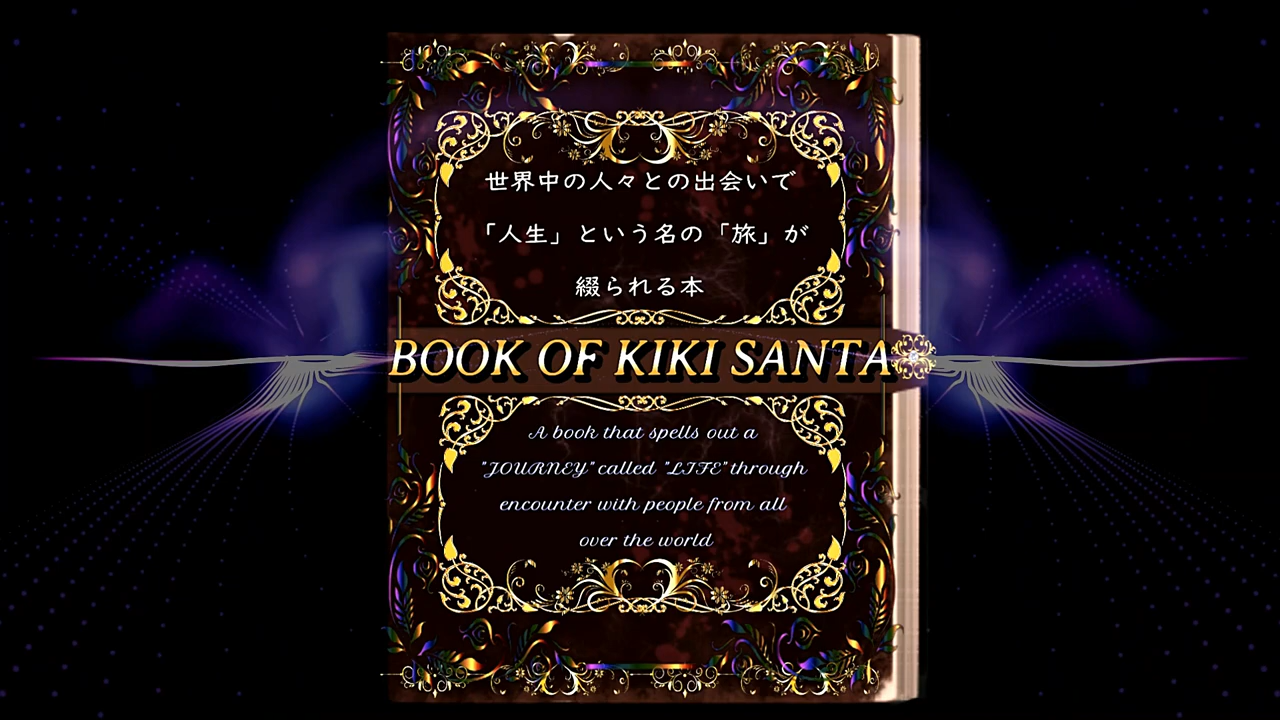 世界中の人々との出会いで
「人生」という名の「旅」が
綴られる本
BOOK OF KIKI SANTA
A book that spells out a
"JOURNEY" called "LIFE" through
encounter with people from all
over the world